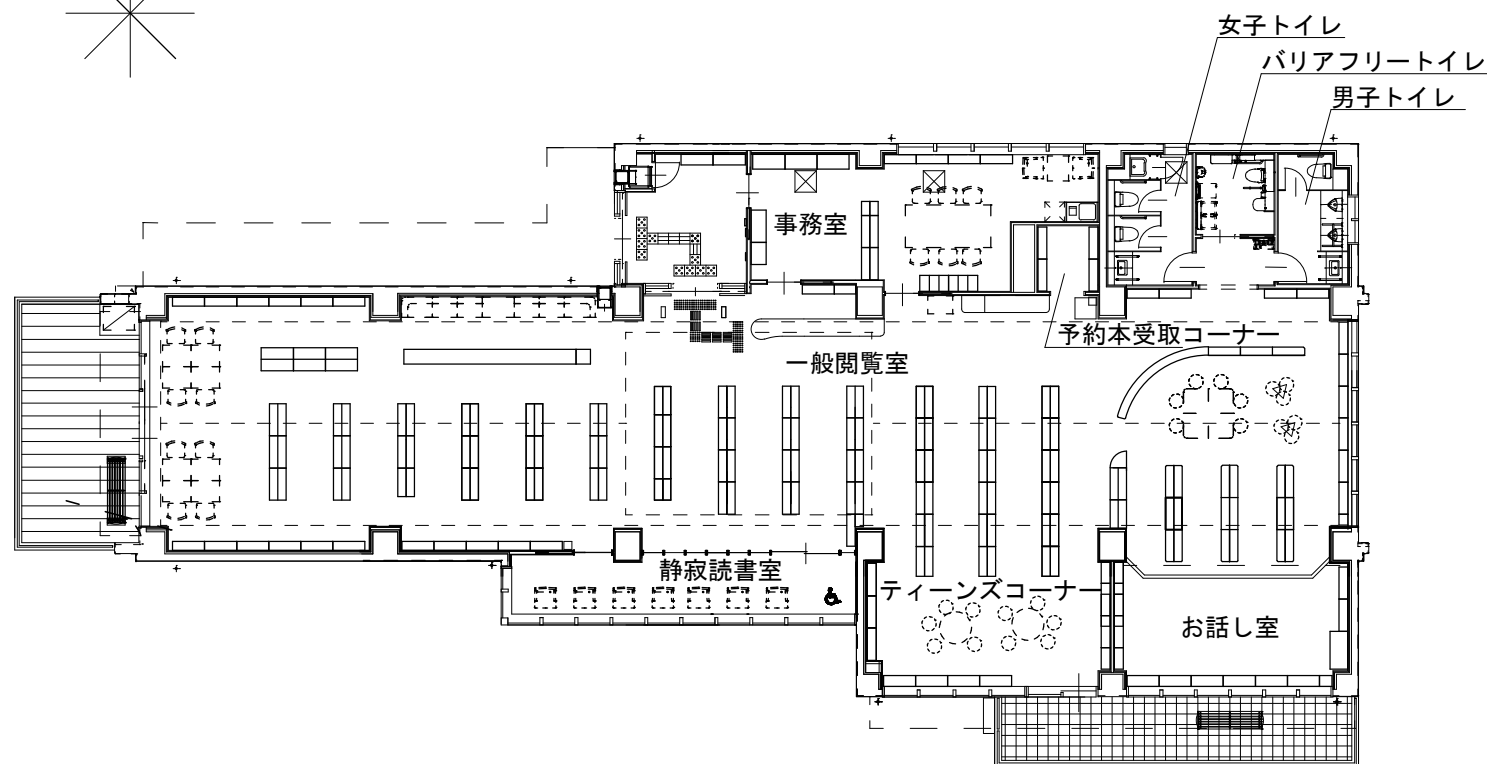 女子トイレ
バリアフリートイレ
男子トイレ
事務室
予約本受取コーナー
一般閲覧室
静寂読書室
ティーンズコーナー
お話し室